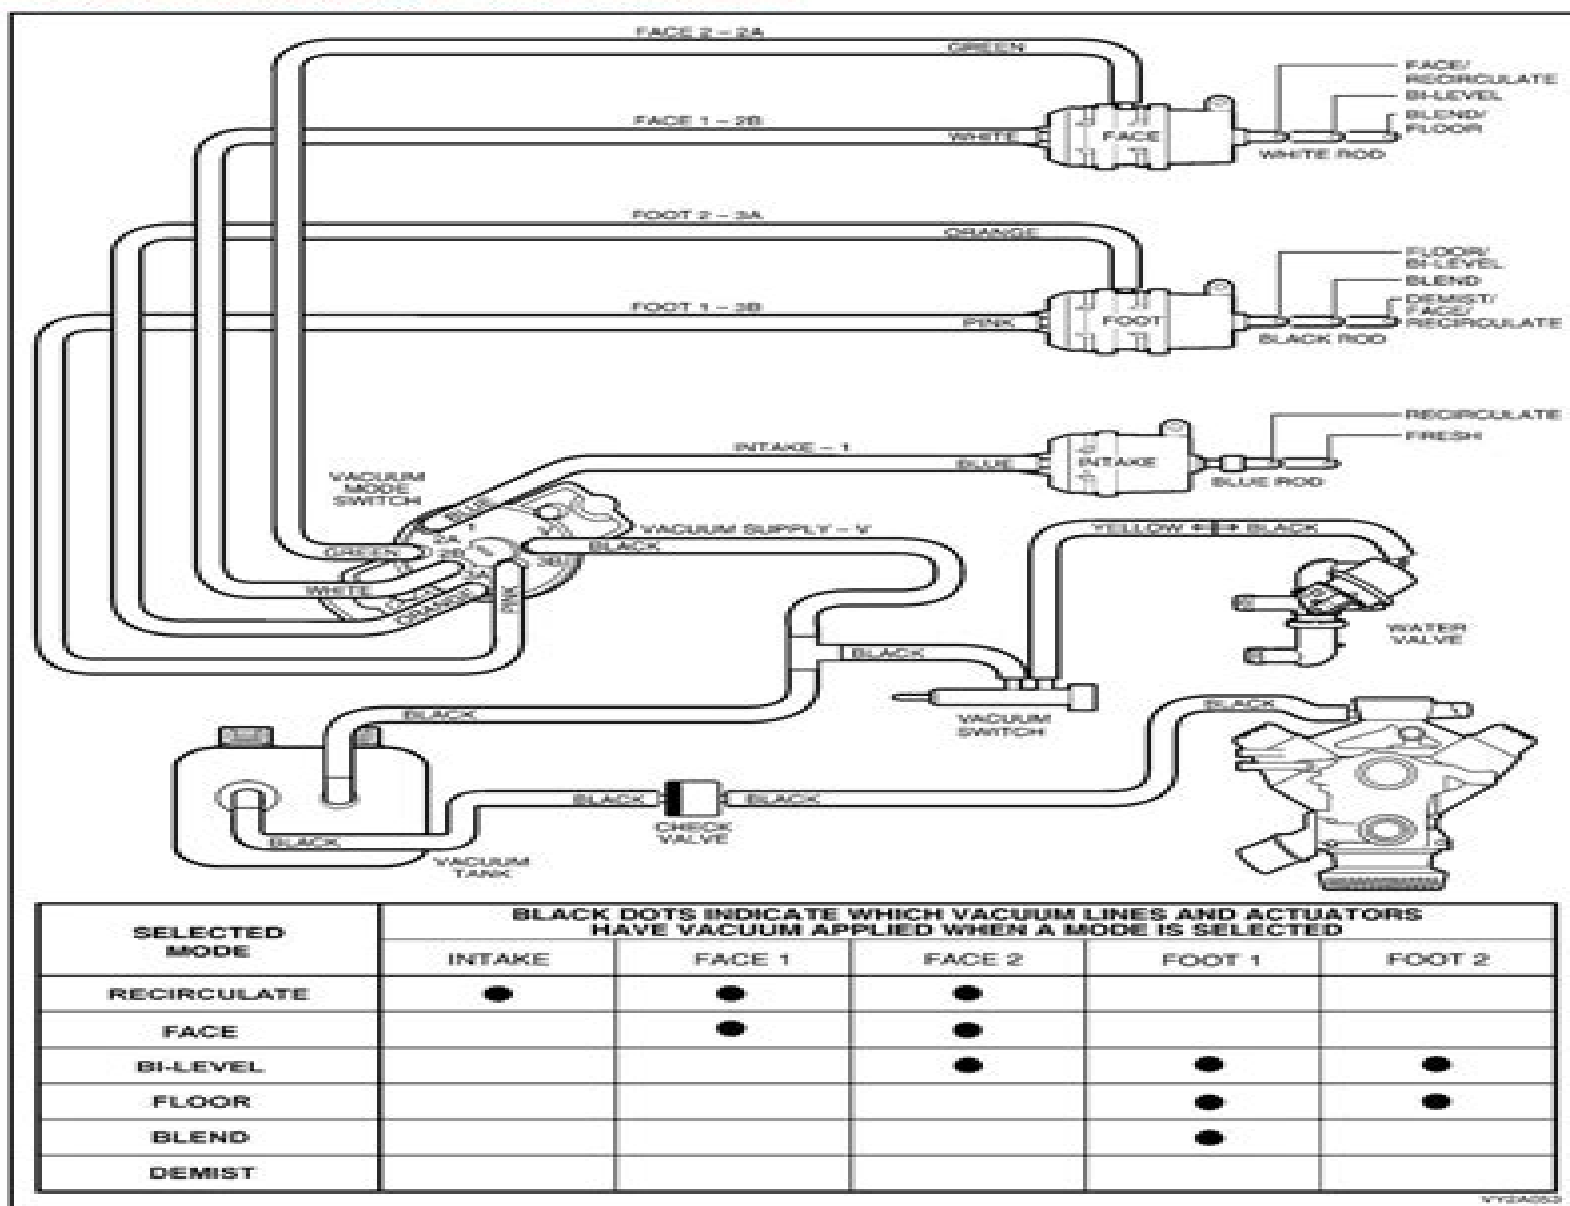 FACE 2 – 2A
GREEN
FACE/
RECIRCULATE
BI-LEVEL
BLEND/
FLOOR
FACE 1 – 2B
WHITE
FACE
WHITE ROD
FOOT 2 – 3A
ORANGE
FLOOR/
BI-LEVEL
BLEND
DEMIST/
FACE/
RECIRCULATE
FOOT 1 – 3B
PINK
FOOT
BLACK ROD
RECIRCULATE
FRESH
INTAKE – 1
BLUE
INTAKE
BLUE ROD
VACUUM
MODE
SWITCH
BLUE
1
2A
V
VACUUM SUPPLY – V
BLACK
YELLOW
BLACK
GREEN
2B
3B
3A
WHITE
ORANGE
PINK
WATER
VALVE
BLACK
BLACK
VACUUM
SWITCH
BLACK
BLACK
BLACK
CHECK
VALVE
BLACK
VACUUM
TANK
SELECTED
MODE
BLACK DOTS INDICATE WHICH VACUUM LINES AND ACTUATORS
HAVE VACUUM APPLIED WHEN A MODE IS SELECTED
INTAKE FACE 1 FACE 2 FOOT 1 FOOT 2
RECIRCULATE ● ● ●
FACE ● ●
BI-LEVEL ● ● ●
FLOOR ● ●
BLEND ●
DEMIST